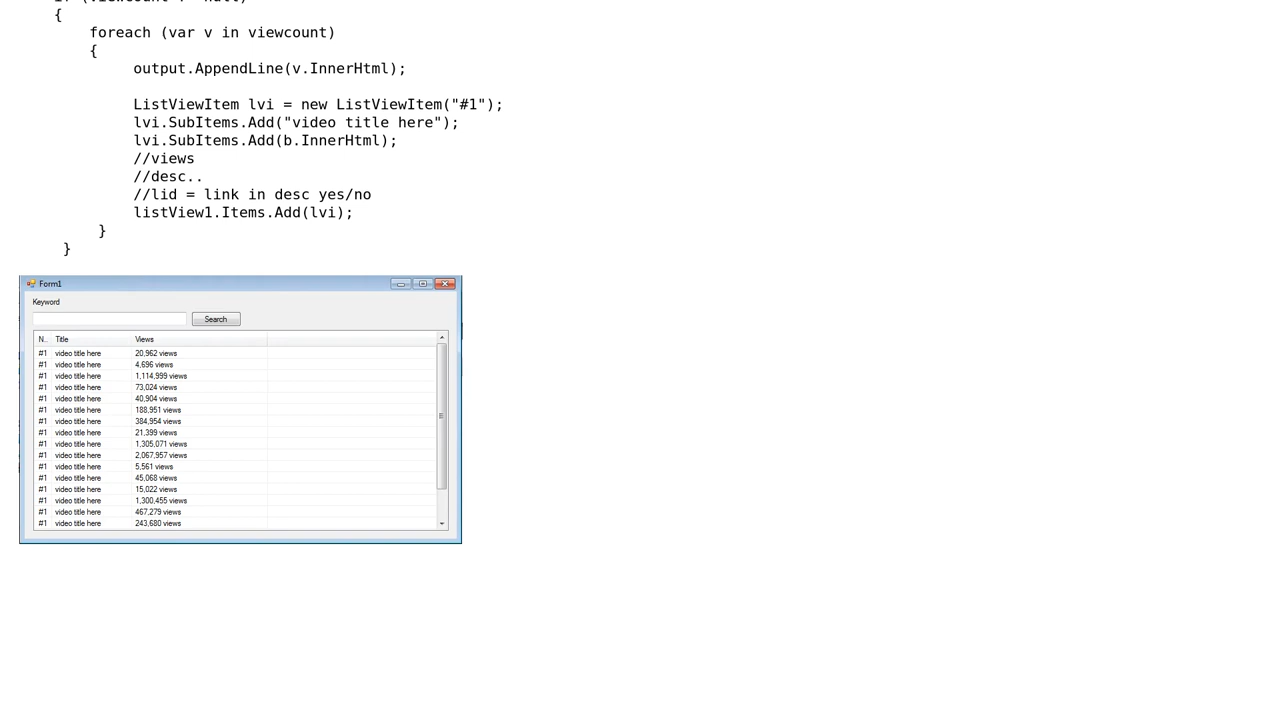 {
foreach (var v in viewcount)
{
output.AppendLine(v.InnerHtml);
ListViewItem lvi = new ListViewItem("#1");
lvi.SubItems.Add("video title here");
lvi.SubItems.Add(b.InnerHtml);
//views
//desc..
//lid = link in desc yes/no
listView1.Items.Add(lvi);
}
}
Form1
Keyword
Search
N.. Title Views
#1 video title here 20,962 views
#1 video title here 4,696 views
#1 video title here 1,114,999 views
#1 video title here 73,024 views
#1 video title here 40,904 views
#1 video title here 188,951 views
#1 video title here 384,954 views
#1 video title here 21,399 views
#1 video title here 1,305,071 views
#1 video title here 2,067,957 views
#1 video title here 5,561 views
#1 video title here 45,068 views
#1 video title here 15,022 views
#1 video title here 1,300,455 views
#1 video title here 467,279 views
#1 video title here 243,680 views